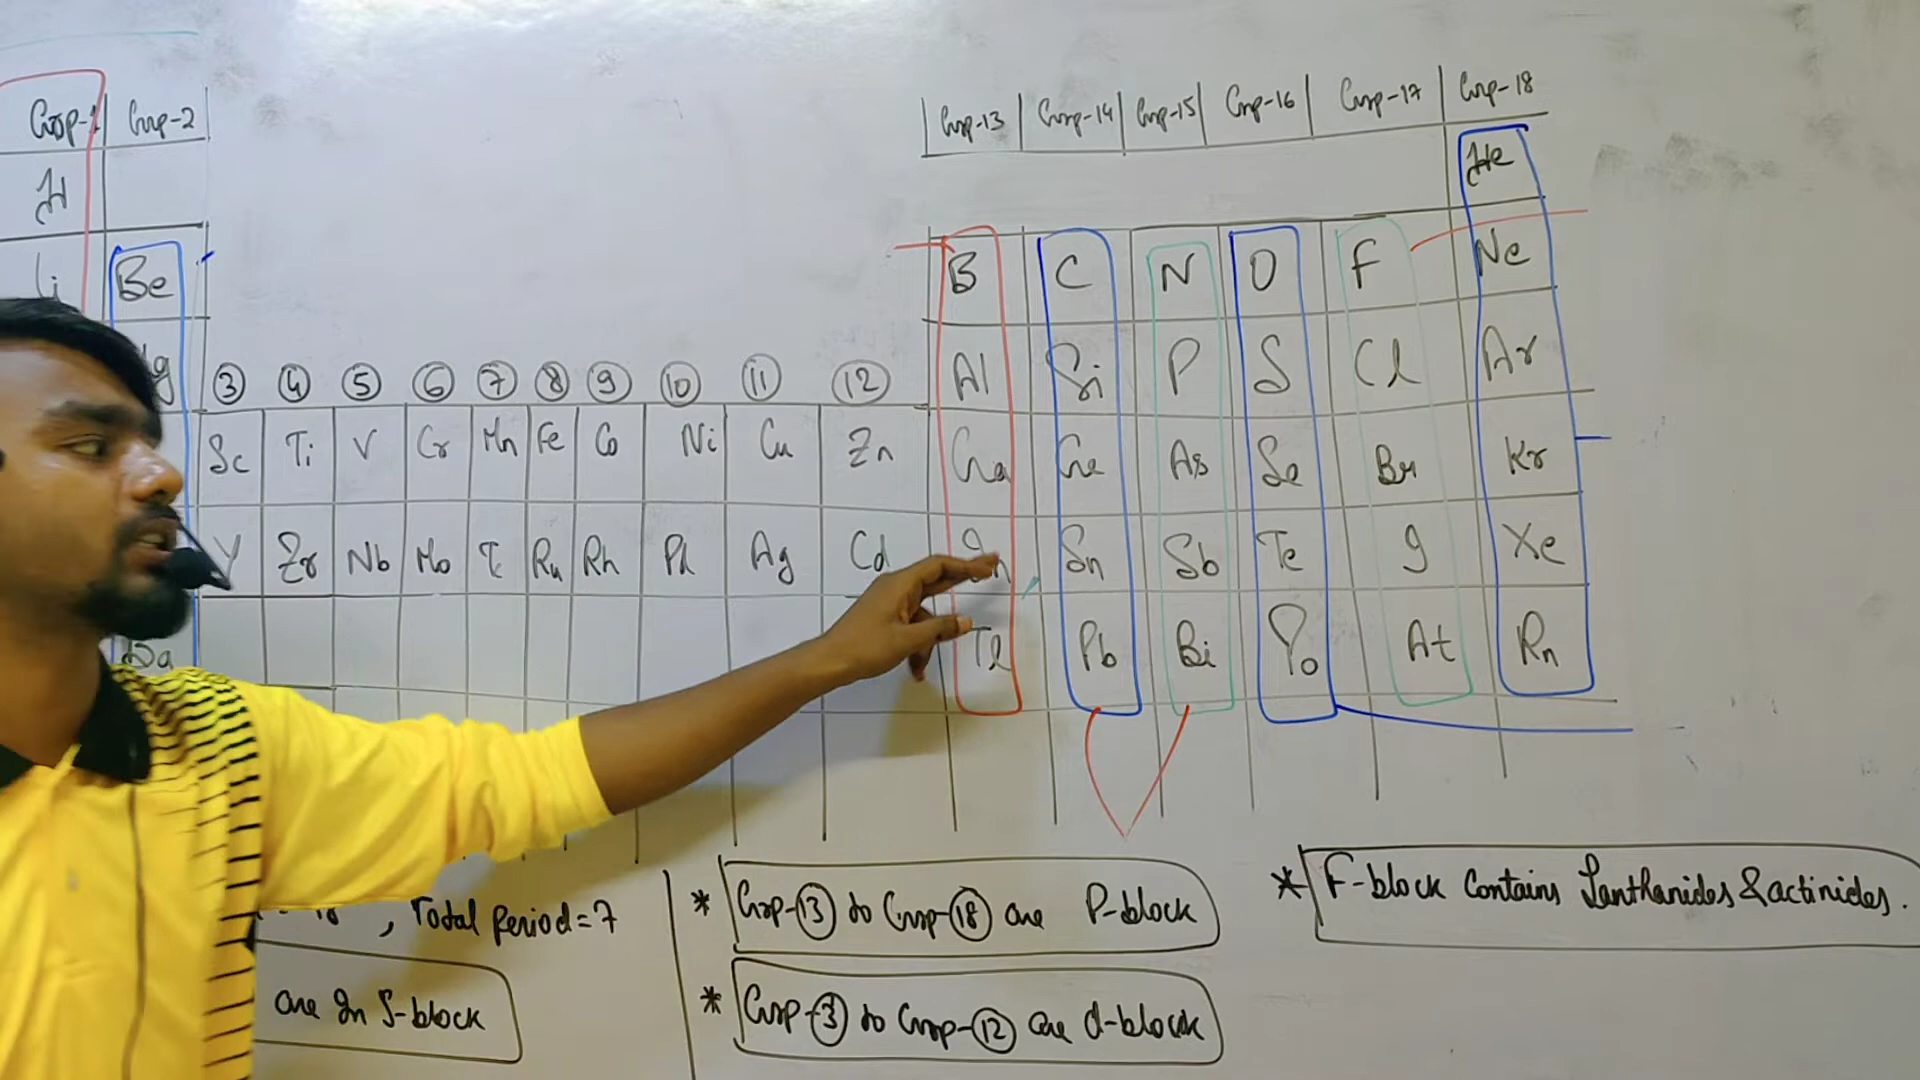 Grp-1 Grp-2 Grp-13 Grp-14 Grp-15 Grp-16 Grp-17 Grp-18
H He
Li Be B C N O F Ne
Al Si P S Cl Ar
3 4 5 6 7 8 9 10 11 12
Sc Ti V Cr Mn Fe Co Ni Cu Zn Ga Ge As Se Br Kr
Y Zr Nb Mo Tc Ru Rh Pd Ag Cd In Sn Sb Te I Xe
Ba Tl Pb Bi Po At Rn
, Total Period=7
are In S-block
* Grp-13 to Grp-18 are P-block
* Grp-3 to Grp-12 are d-block
* F-block Contains Lanthanides & actinides.